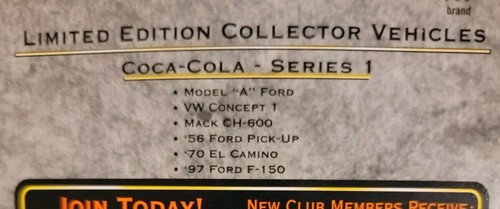 brand
LIMITED EDITION COLLECTOR VEHICLES
COCA-COLA - SERIES 1
• MODEL "A" FORD
• VW CONCEPT 1
• MACK CH-600
• '56 FORD PICK-UP
• '70 EL CAMINO
• '97 FORD F-150
JOIN TODAY! NEW CLUB MEMBERS RECEIVE: